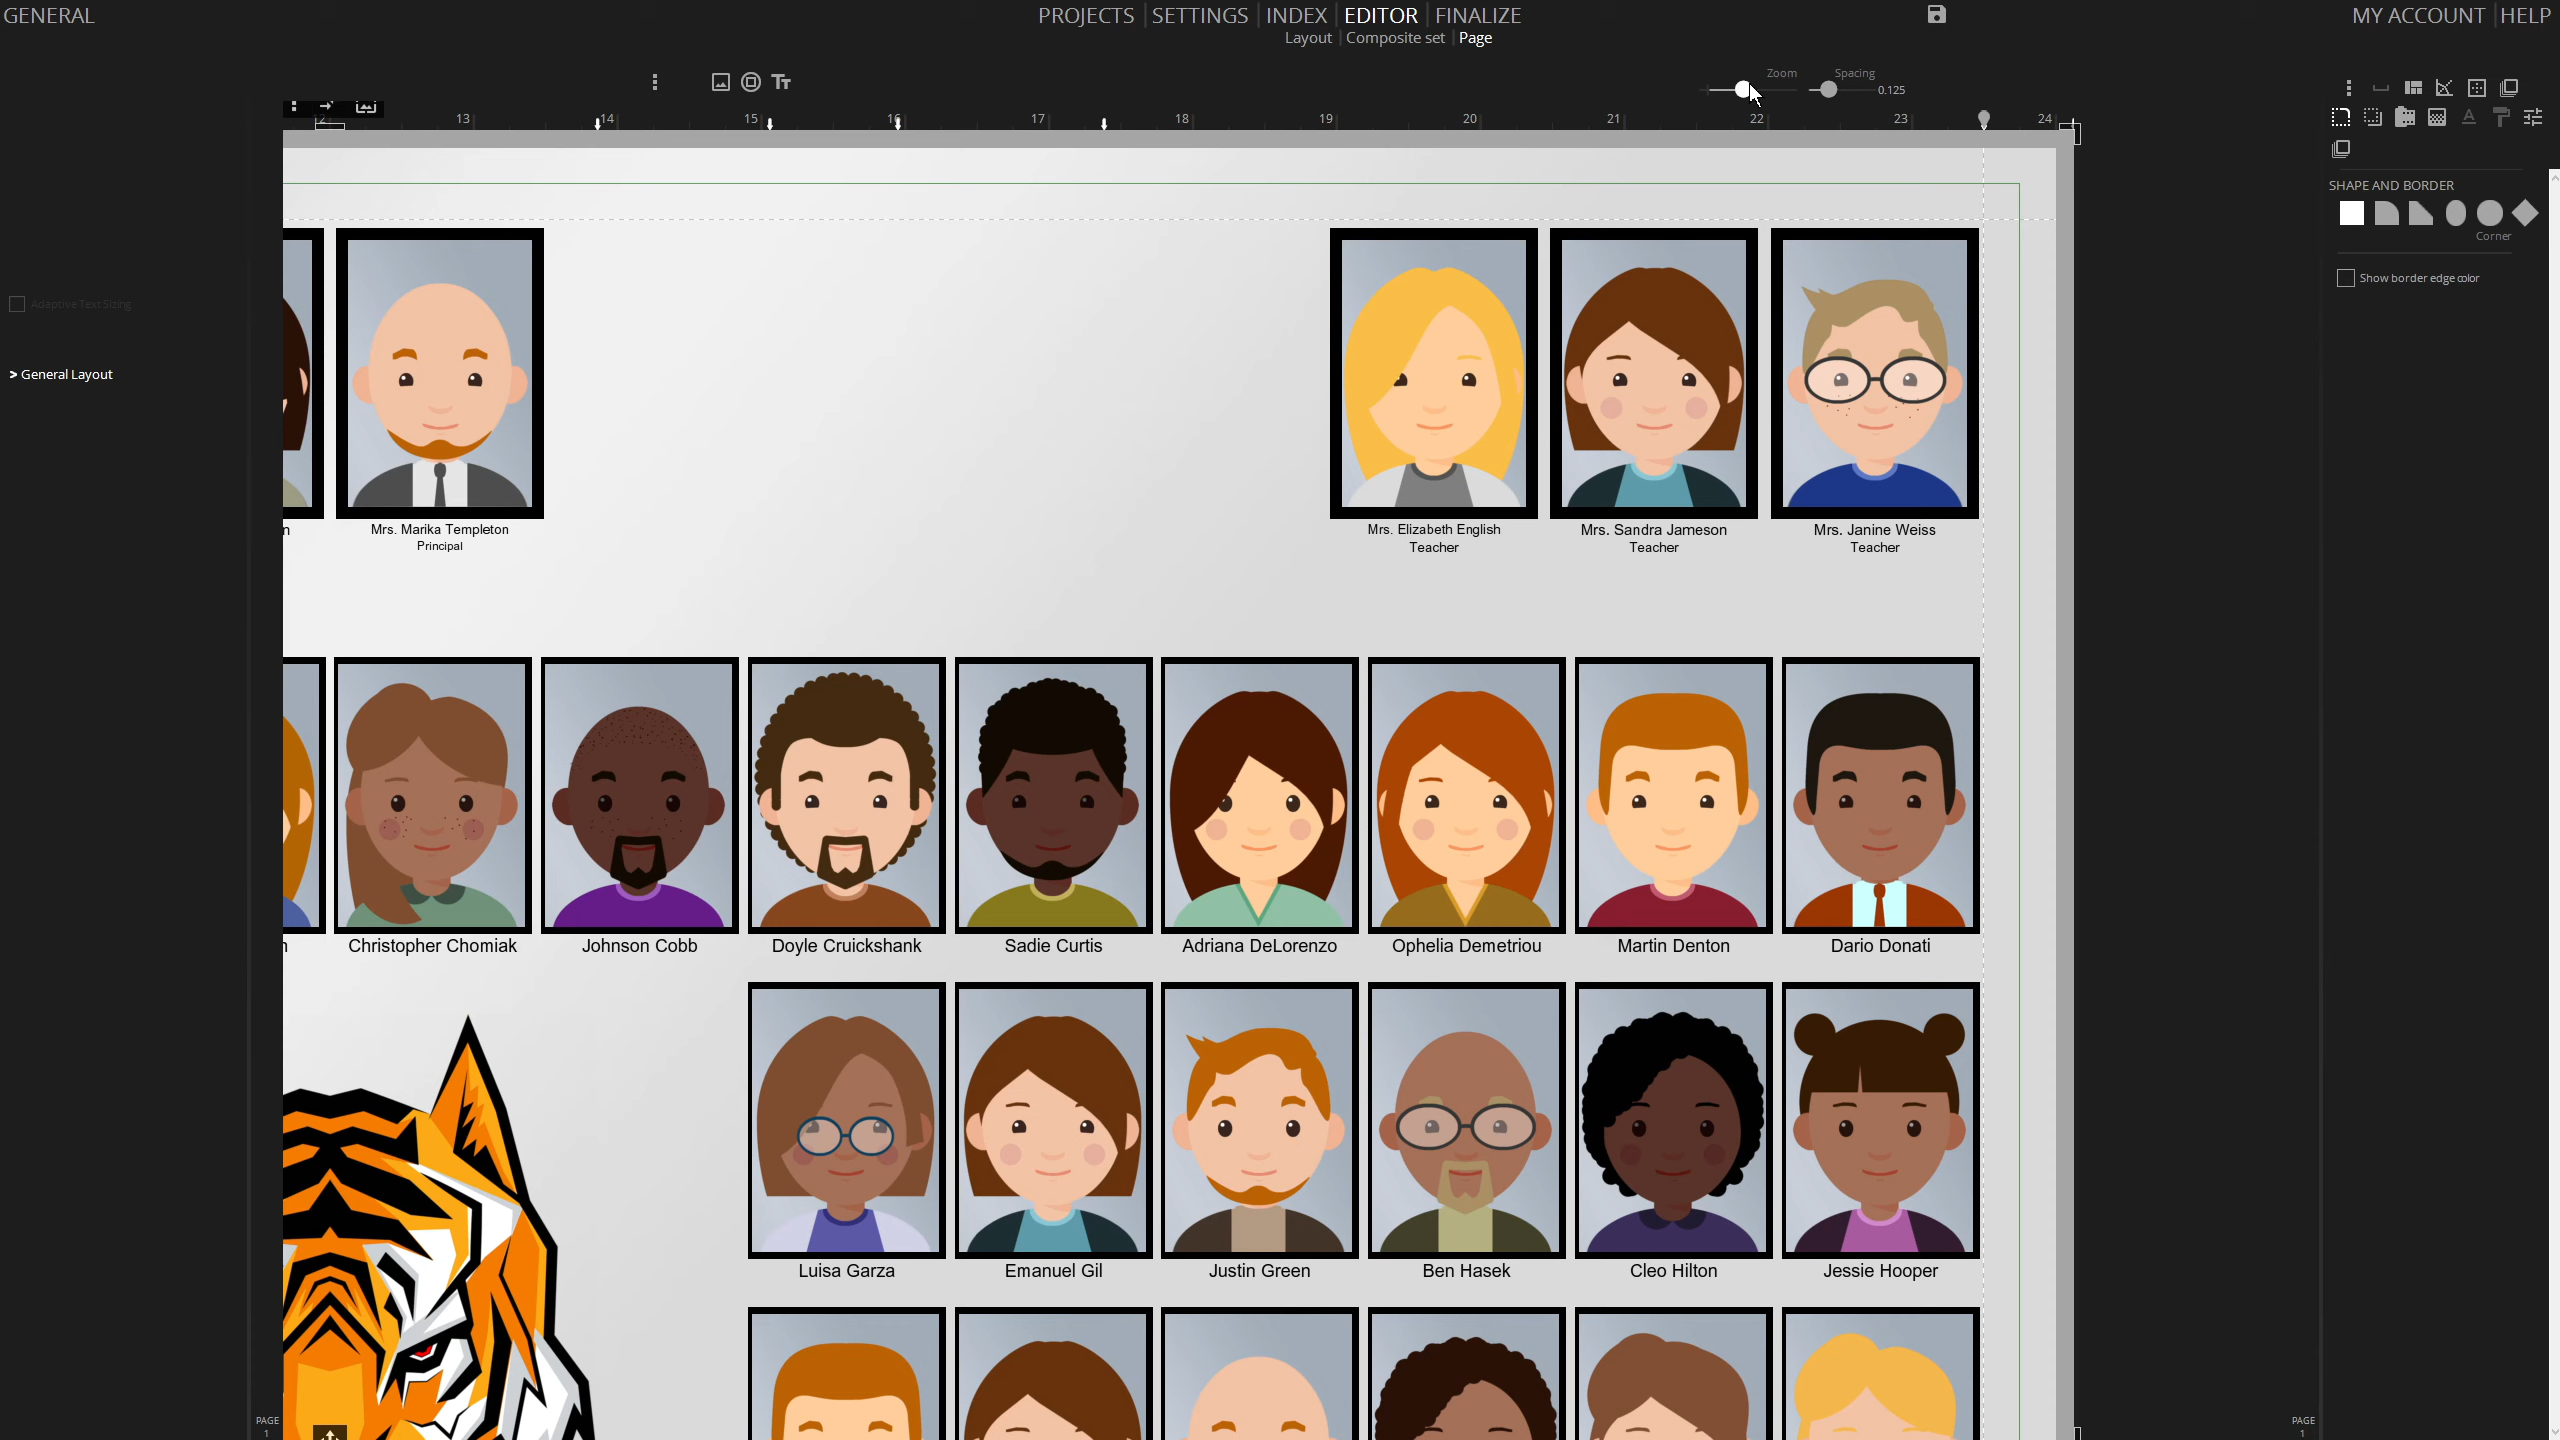 GENERAL
PROJECTS SETTINGS INDEX EDITOR FINALIZE
MY ACCOUNT HELP
Layout Composite set Page
Zoom Spacing
0.125
12 13 14 15 16 17 18 19 20 21 22 23 24
SHAPE AND BORDER
Corner
Show border edge color
Adaptive Text Sizing
> General Layout
n
Mrs. Marika Templeton
Principal
Mrs. Elizabeth English
Teacher
Mrs. Sandra Jameson
Teacher
Mrs. Janine Weiss
Teacher
Christopher Chomiak
Johnson Cobb
Doyle Cruickshank
Sadie Curtis
Adriana DeLorenzo
Ophelia Demetriou
Martin Denton
Dario Donati
Luisa Garza
Emanuel Gil
Justin Green
Ben Hasek
Cleo Hilton
Jessie Hooper
PAGE
1
PAGE
1